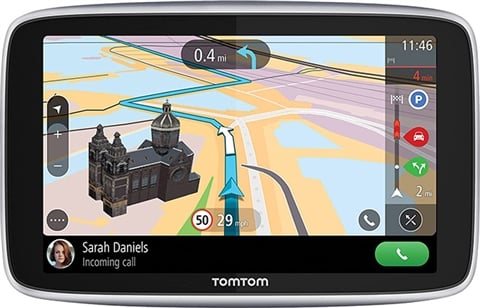 0.4 mi
11:46
4 min
P
+
−
2 mi
50
29 mph
Sarah Daniels
Incoming call
TOMTOM